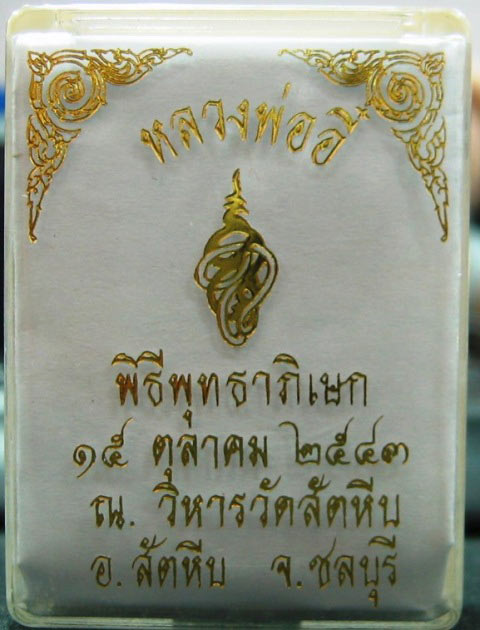 หลวงพ่ออี๋
พิธีพุทธาภิเษก
๑๕ ตุลาคม ๒๕๔๓
ณ. วิหารวัดสัตหีบ
อ. สัตหีบ จ. ชลบุรี